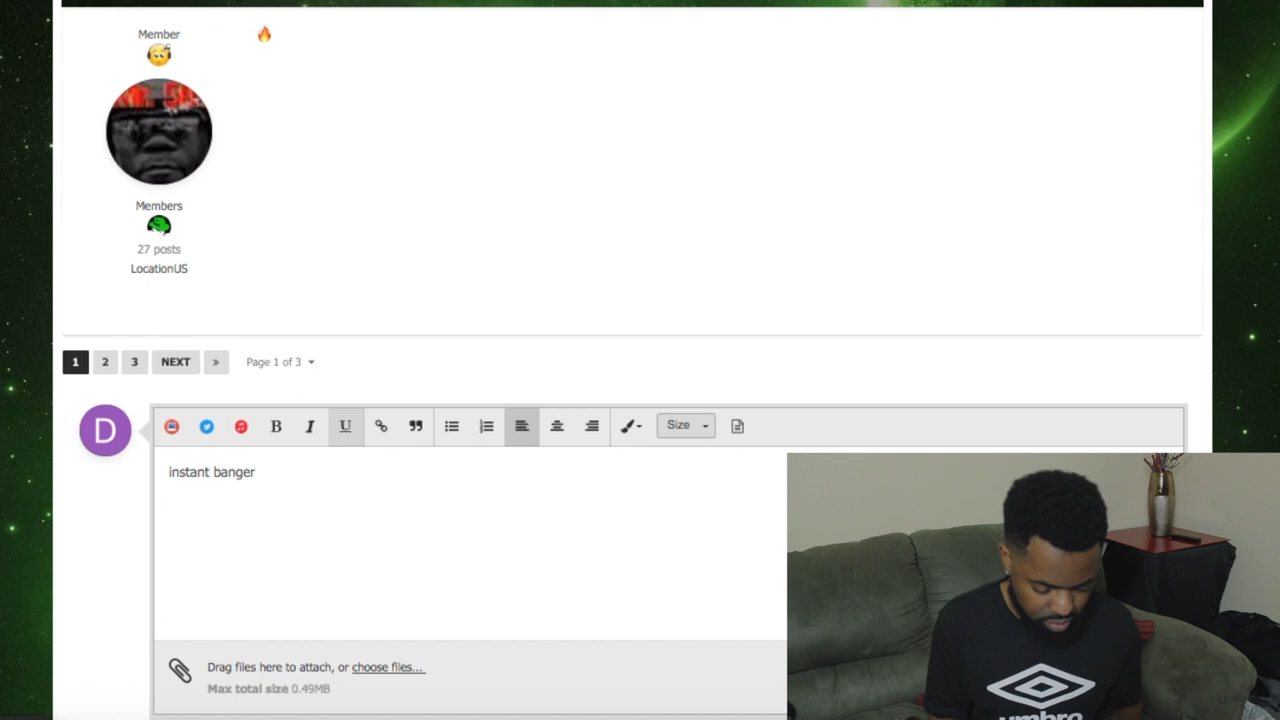 Member
Members
27 posts
LocationUS
1 2 3 NEXT » Page 1 of 3
D
B I U Size
instant banger
Drag files here to attach, or choose files...
Max total size 0.49MB
umbro